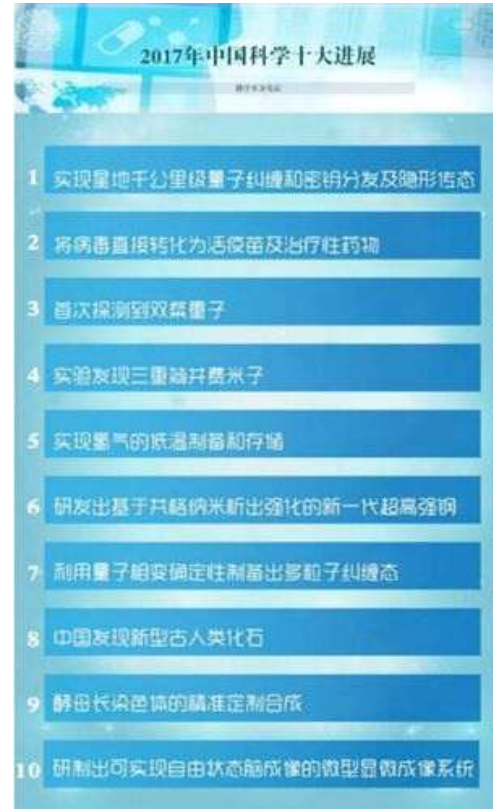 2017年中国科学十大进展
1 实现星地千公里级量子纠缠和密钥分发及隐形传态
2 将病毒直接转化为活疫苗及治疗性药物
3 首次探测到双粲重子
4 实验发现三重简并费米子
5 实现氢气的低温制备和存储
6 研发出基于共格纳米析出强化的新一代超高强钢
7 利用量子相变确定性制备出多粒子纠缠态
8 中国发现新型古人类化石
9 酵母长染色体的精准定制合成
10 研制出可实现自由状态脑成像的微型显微成像系统